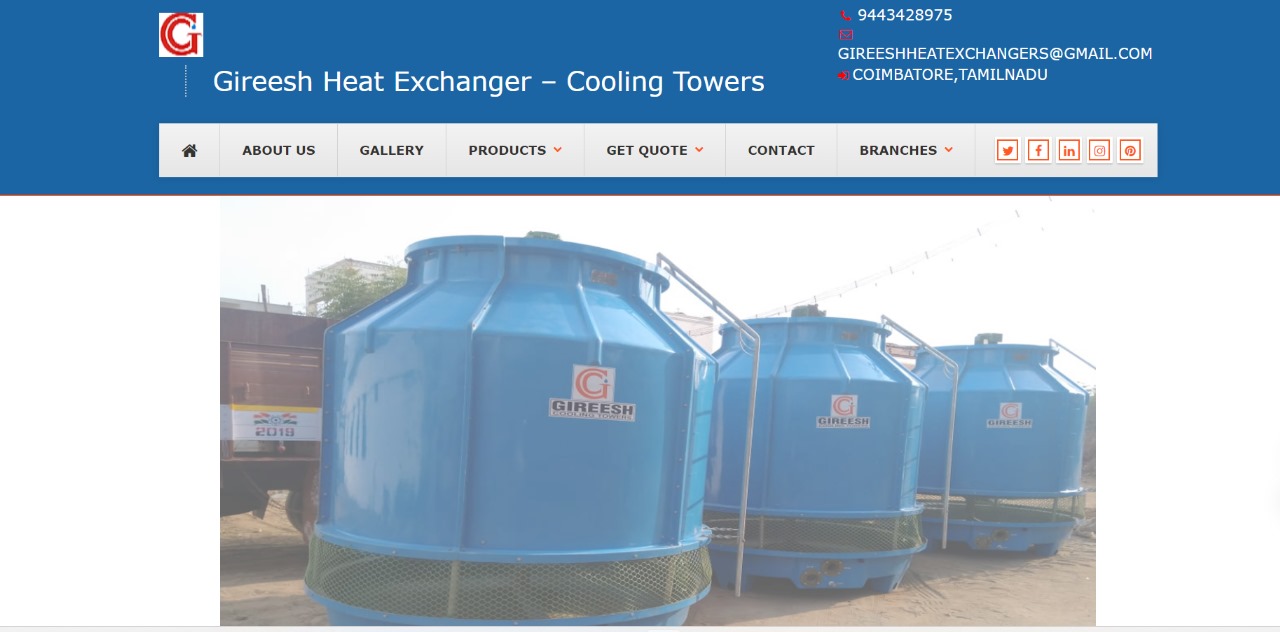 9443428975
GIREESHHEATEXCHANGERS@GMAIL.COM
COIMBATORE,TAMILNADU
Gireesh Heat Exchanger – Cooling Towers
ABOUT US GALLERY PRODUCTS GET QUOTE CONTACT BRANCHES
G
GIREESH
COOLING TOWERS
G
GIREESH
G
GIREESH
2019